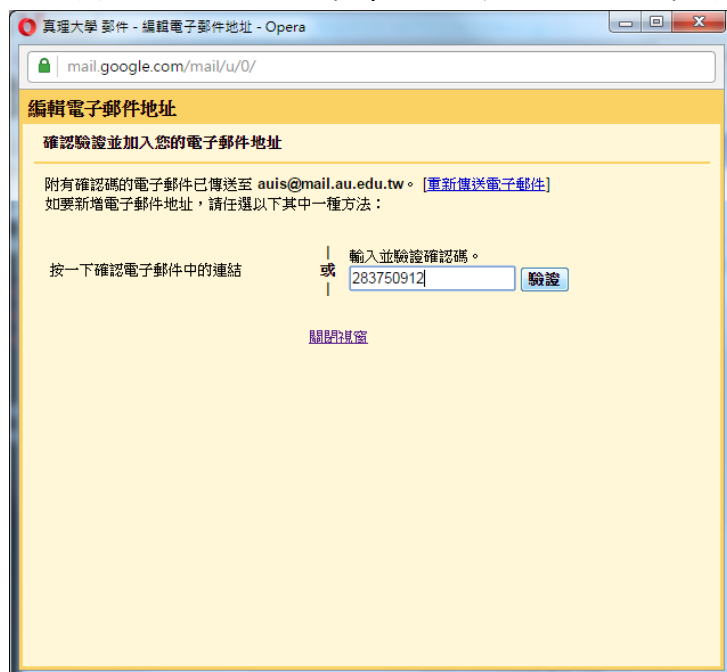 真理大學 郵件 - 編輯電子郵件地址 - Opera
mail.google.com/mail/u/0/
編輯電子郵件地址
確認驗證並加入您的電子郵件地址
附有確認碼的電子郵件已傳送至 auis@mail.au.edu.tw。 [重新傳送電子郵件]
如要新增電子郵件地址，請任選以下其中一種方法：
按一下確認電子郵件中的連結
或
輸入並驗證確認碼。
283750912
驗證
關閉視窗